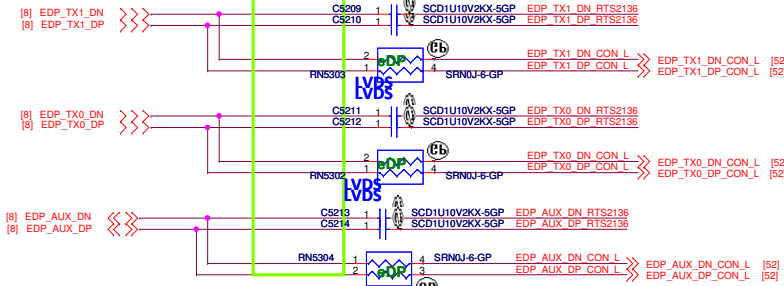 [8] EDP_TX1_DN C5209 1 SCD1U10V2KX-5GP EDP_TX1_DN_RTS2136
[8] EDP_TX1_DP C5210 1 SCD1U10V2KX-5GP EDP_TX1_DP_RTS2136
2 eDP EDP_TX1_DN_CON_L EDP_TX1_DN_CON_L [52
RN5303 1 4 SRN0J-6-GP EDP_TX1_DP_CON_L EDP_TX1_DP_CON_L [52
LVDS
LVDS
[8] EDP_TX0_DN C5211 1 SCD1U10V2KX-5GP EDP_TX0_DN_RTS2136
[8] EDP_TX0_DP C5212 1 SCD1U10V2KX-5GP EDP_TX0_DP_RTS2136
2 eDP EDP_TX0_DN_CON_L EDP_TX0_DN_CON_L [52
RN5302 1 4 SRN0J-6-GP EDP_TX0_DP_CON_L EDP_TX0_DP_CON_L [52
LVDS
LVDS
[8] EDP_AUX_DN C5213 1 SCD1U10V2KX-5GP EDP_AUX_DN_RTS2136
[8] EDP_AUX_DP C5214 1 SCD1U10V2KX-5GP EDP_AUX_DP_RTS2136
RN5304 1 4 SRN0J-6-GP EDP_AUX_DN_CON_L EDP_AUX_DN_CON_L [52]
2 eDP 3 EDP_AUX_DP_CON_L EDP_AUX_DP_CON_L [52]